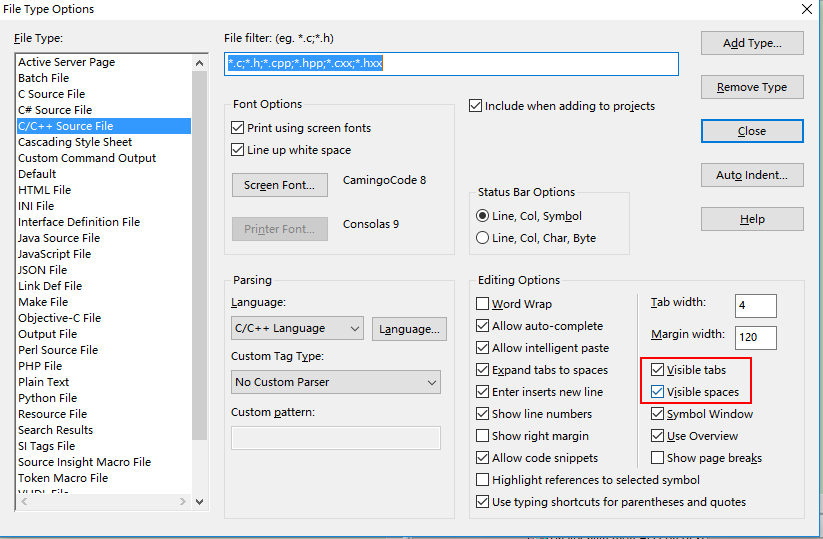 File Type Options
File Type:
Active Server Page
Batch File
C Source File
C# Source File
C/C++ Source File
Cascading Style Sheet
Custom Command Output
Default
HTML File
INI File
Interface Definition File
Java Source File
JavaScript File
JSON File
Link Def File
Make File
Objective-C File
Output File
Perl Source File
PHP File
Plain Text
Python File
Resource File
Search Results
SI Tags File
Source Insight Macro File
Token Macro File
VHDL File
File filter: (eg. *.c;*.h)
*.c;*.h;*.cpp;*.hpp;*.cxx;*.hxx
Font Options
Print using screen fonts
Line up white space
Screen Font...
CamingoCode 8
Printer Font...
Consolas 9
Include when adding to projects
Status Bar Options
Line, Col, Symbol
Line, Col, Char, Byte
Add Type...
Remove Type
Close
Auto Indent...
Help
Parsing
Language:
C/C++ Language
Language...
Custom Tag Type:
No Custom Parser
Custom pattern:
Editing Options
Word Wrap
Allow auto-complete
Allow intelligent paste
Expand tabs to spaces
Enter inserts new line
Show line numbers
Show right margin
Allow code snippets
Highlight references to selected symbol
Use typing shortcuts for parentheses and quotes
Tab width:
4
Margin width:
120
Visible tabs
Visible spaces
Symbol Window
Use Overview
Show page breaks